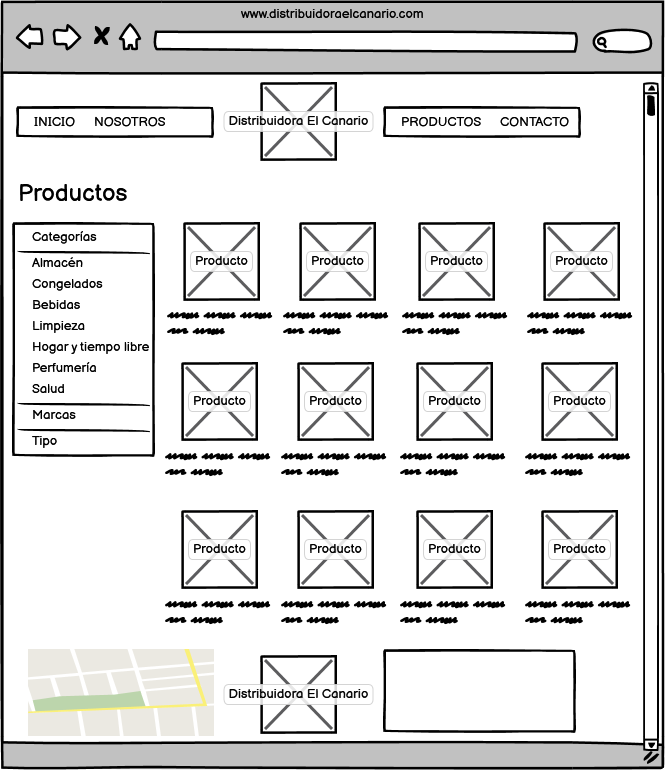 www.distribuidoraelcanario.com
INICIO NOSOTROS
Distribuidora El Canario
PRODUCTOS CONTACTO
Productos
Categorías
Almacén
Congelados
Bebidas
Limpieza
Hogar y tiempo libre
Perfumería
Salud
Marcas
Tipo
Producto Producto Producto Producto
Producto Producto Producto Producto
Producto Producto Producto Producto
Distribuidora El Canario